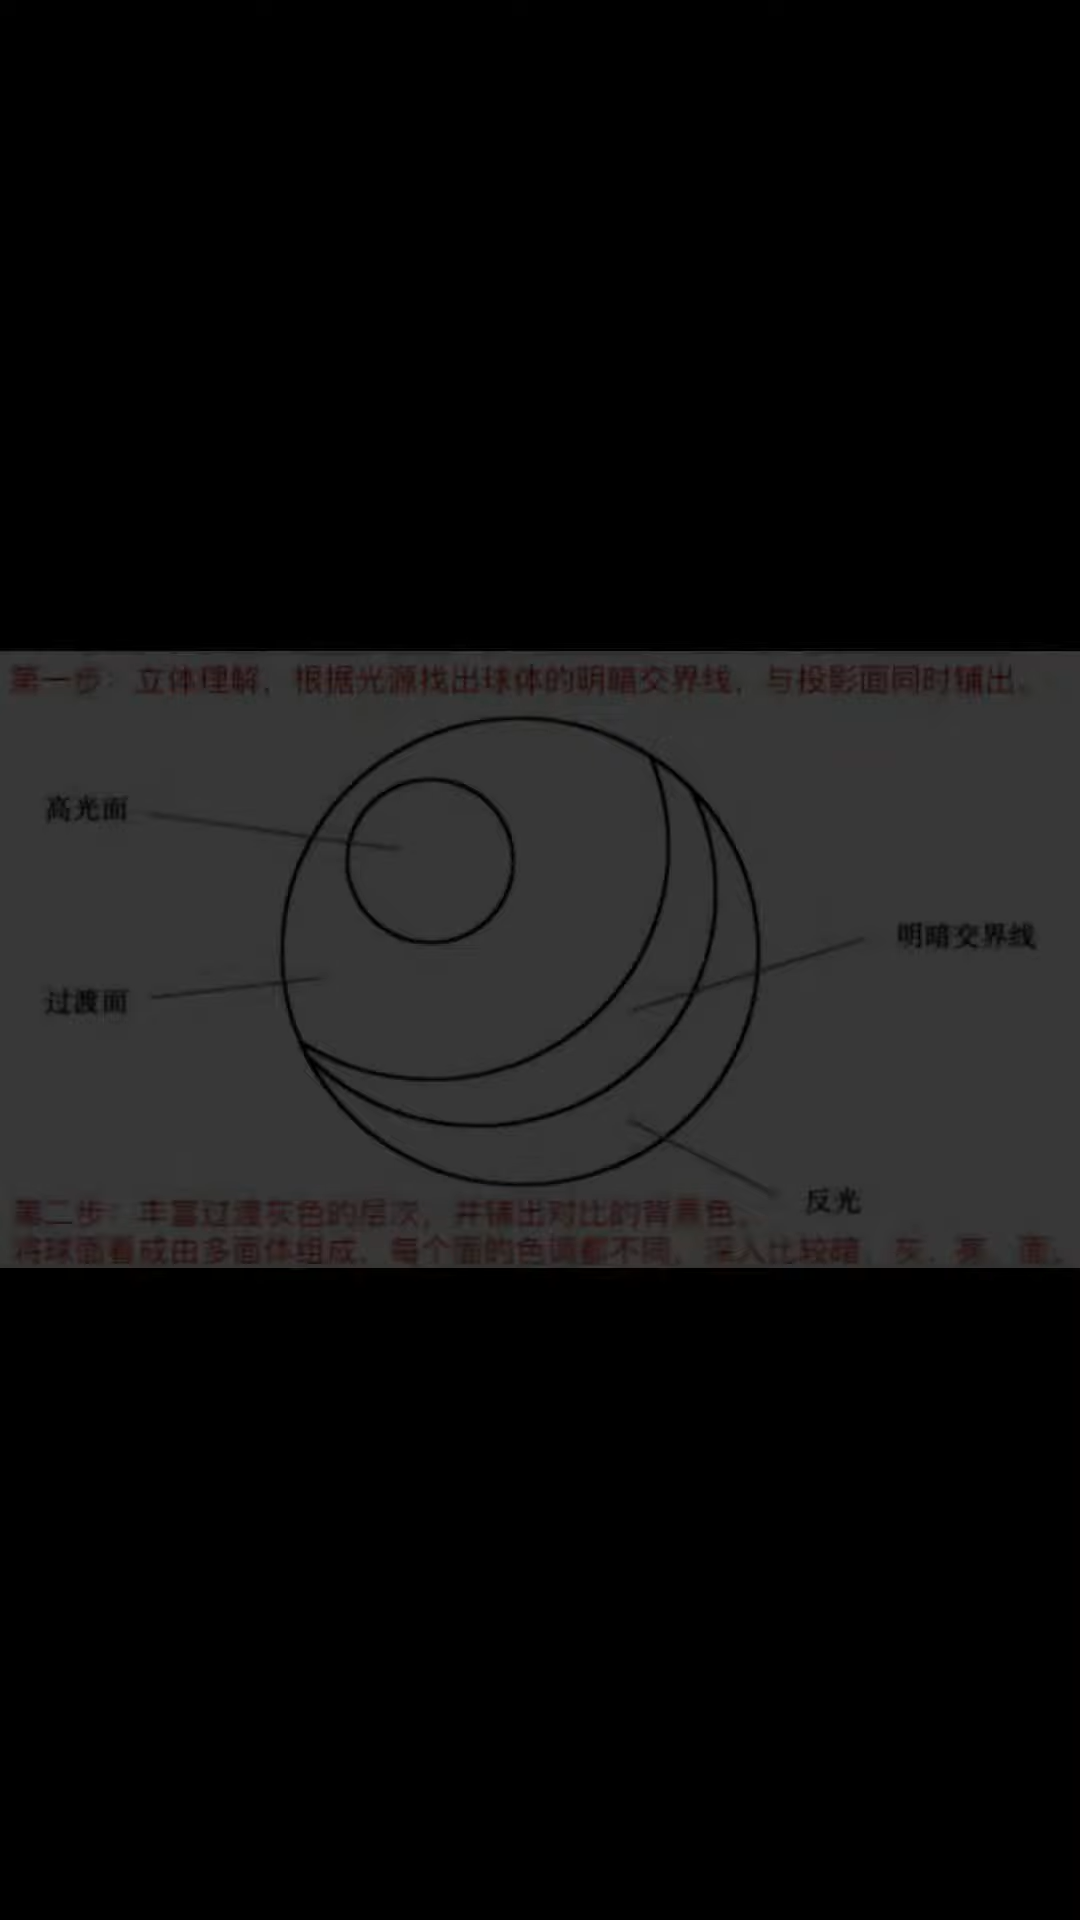 第一步：立体理解，根据光源找出球体的明暗交界线，与投影面同时铺出。
高光面
明暗交界线
过渡面
反光
第二步：丰富过渡灰色的层次，并铺出对比的背景色。
将球面看成由多面体组成，每个面的色调都不同，深入比较暗、灰、亮、面。